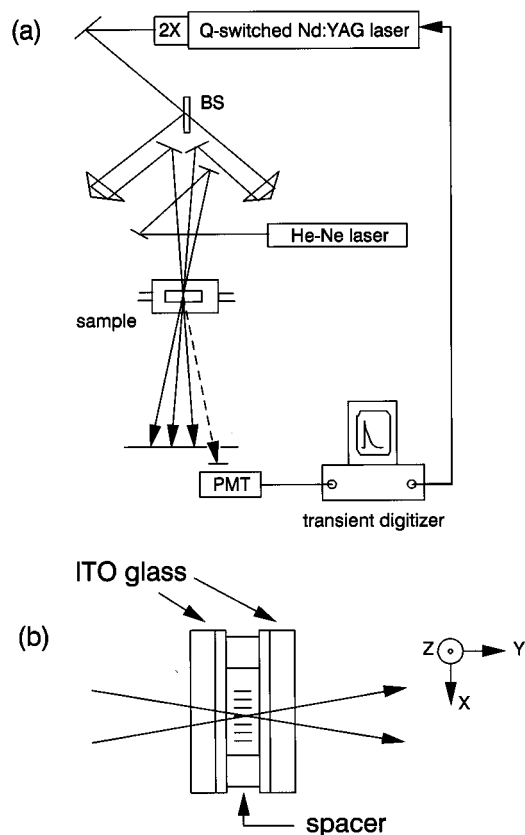 (a)
2X
Q-switched Nd:YAG laser
BS
He-Ne laser
sample
PMT
transient digitizer
ITO glass
(b)
Z
Y
X
spacer